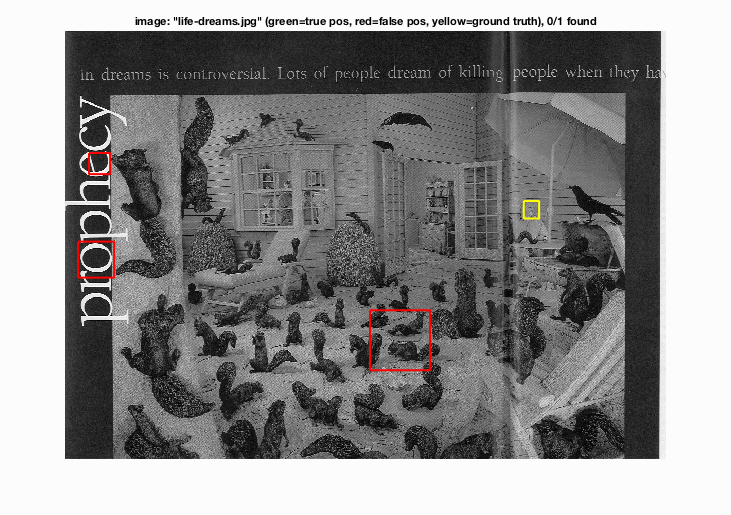 image: "life-dreams.jpg" (green=true pos, red=false pos, yellow=ground truth), 0/1 found
in dreams is controversial. Lots of people dream of killing people when they ha
prophecy